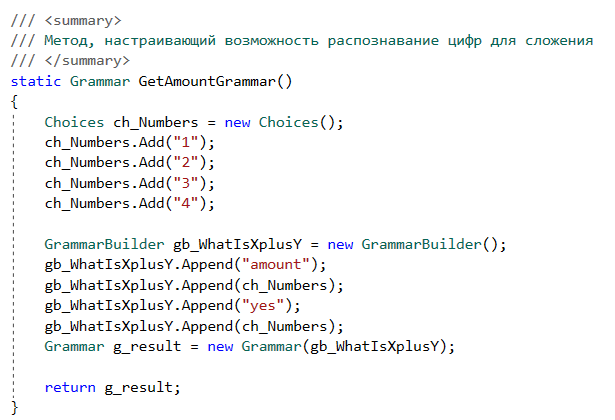 /// <summary>
/// Метод, настраивающий возможность распознавание цифр для сложения
/// </summary>
static Grammar GetAmountGrammar()
{
    Choices ch_Numbers = new Choices();
    ch_Numbers.Add("1");
    ch_Numbers.Add("2");
    ch_Numbers.Add("3");
    ch_Numbers.Add("4");

    GrammarBuilder gb_WhatIsXplusY = new GrammarBuilder();
    gb_WhatIsXplusY.Append("amount");
    gb_WhatIsXplusY.Append(ch_Numbers);
    gb_WhatIsXplusY.Append("yes");
    gb_WhatIsXplusY.Append(ch_Numbers);
    Grammar g_result = new Grammar(gb_WhatIsXplusY);

    return g_result;
}